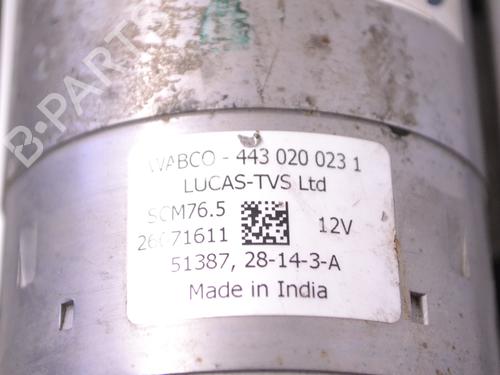 B-PARTS
WABCO - 443 020 023 1
LUCAS-TVS Ltd
SCM76.5
26071611
12V
51387, 28-14-3-A
Made in India